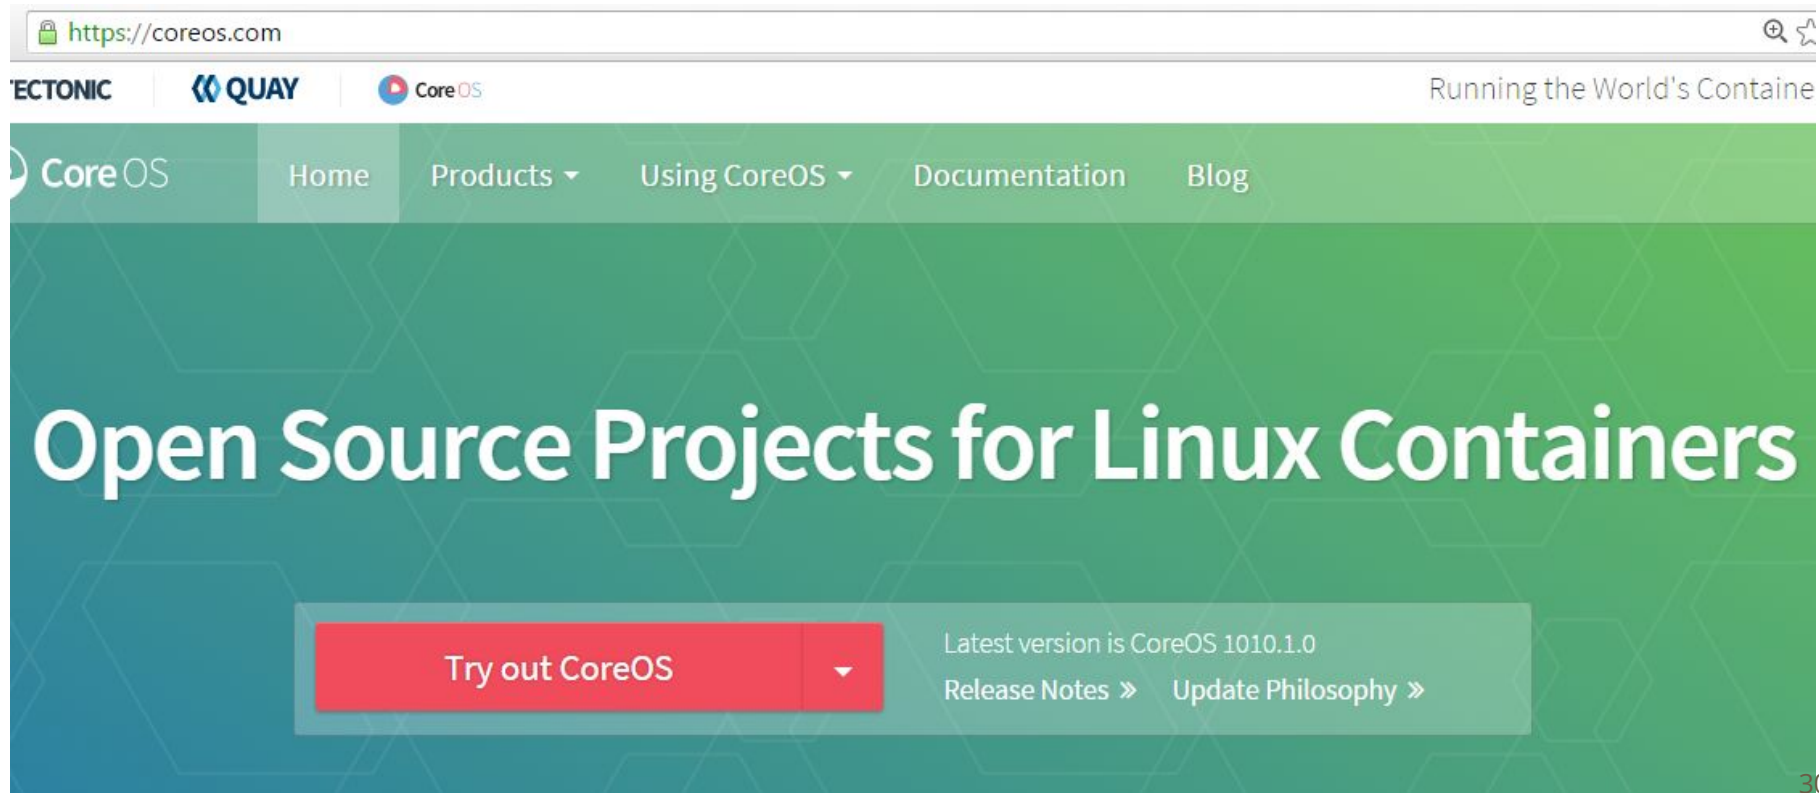 https://coreos.com
TECTONIC QUAY CoreOS Running the World's Containe
CoreOS Home Products Using CoreOS Documentation Blog
Open Source Projects for Linux Containers
Try out CoreOS
Latest version is CoreOS 1010.1.0
Release Notes » Update Philosophy »